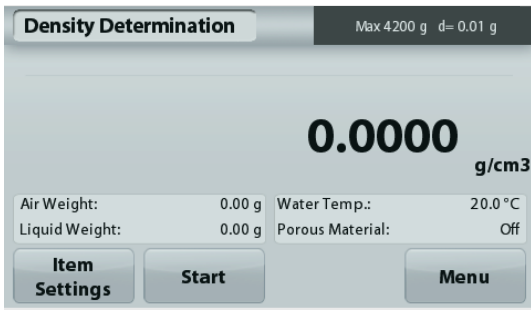 Density Determination
Max 4200 g d= 0.01 g
0.0000
g/cm3
Air Weight: 0.00 g Water Temp.: 20.0 °C
Liquid Weight: 0.00 g Porous Material: Off
Item
Settings
Start
Menu